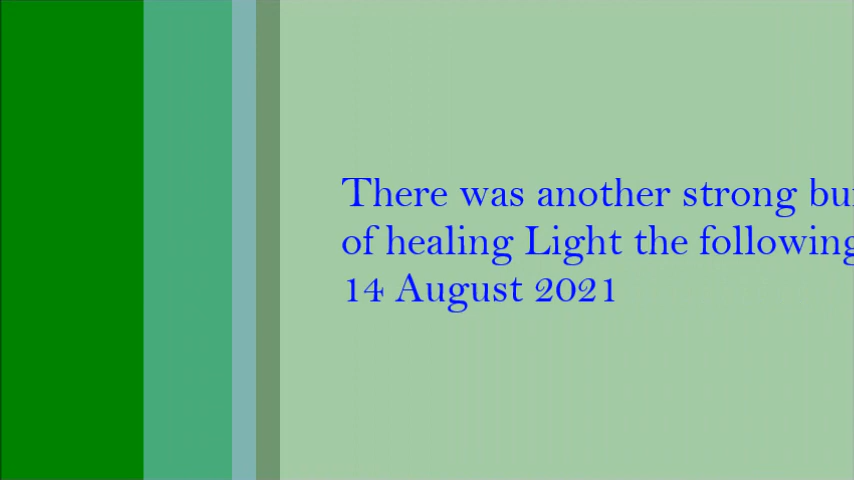 There was another strong
of healing Light the following
14 August 2021